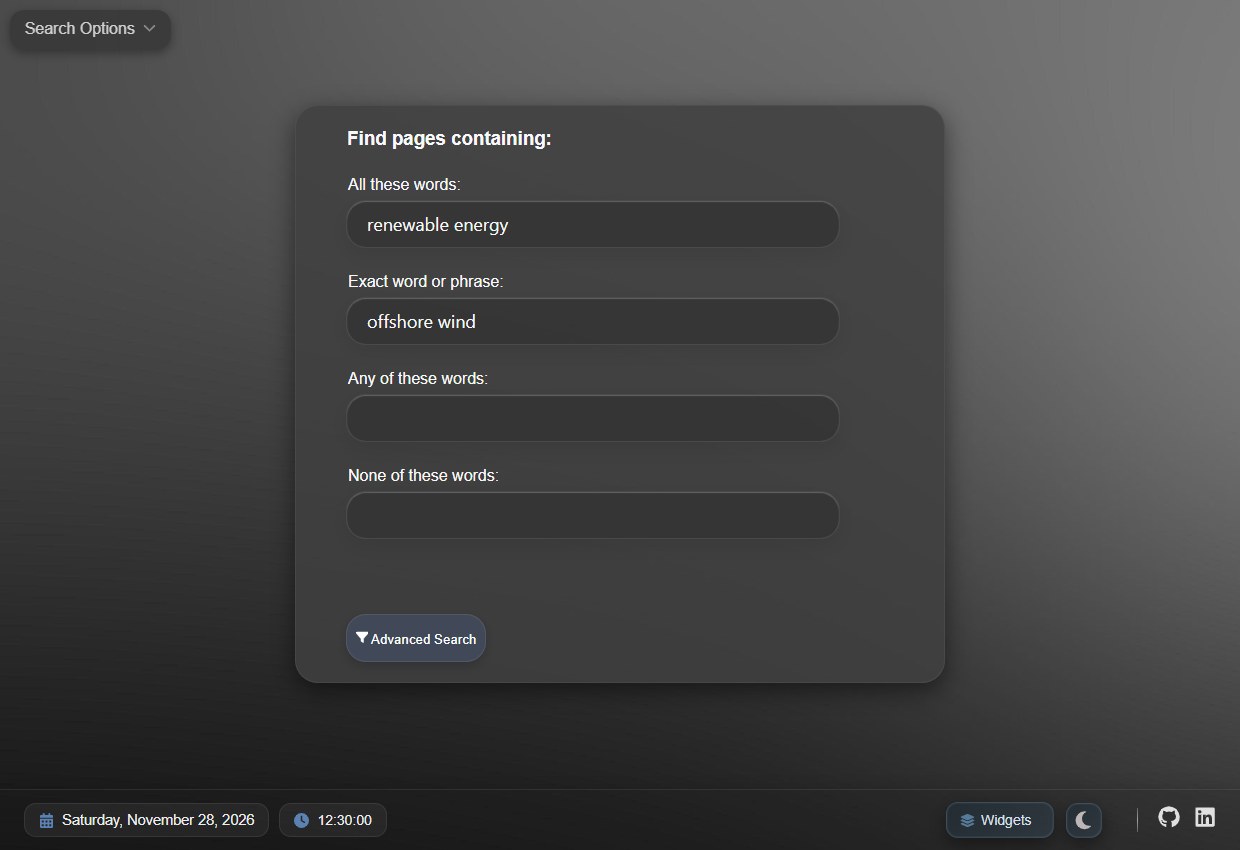 Search Options
Find pages containing:
All these words:
renewable energy
Exact word or phrase:
offshore wind
Any of these words:
None of these words:
Advanced Search
Saturday, November 28, 2026
12:30:00
Widgets
in